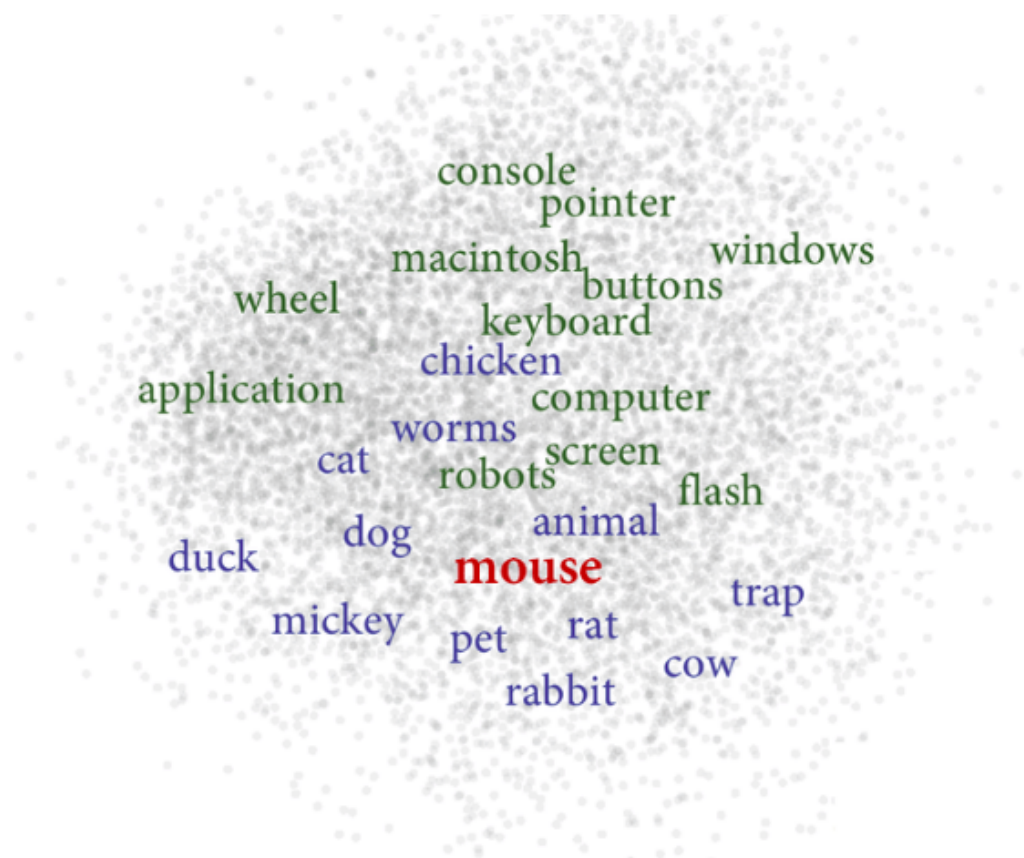 console
pointer
macintosh
windows
buttons
wheel
keyboard
chicken
application
computer
worms
screen
cat
robots
flash
animal
dog
duck
mouse
trap
mickey
rat
pet
cow
rabbit